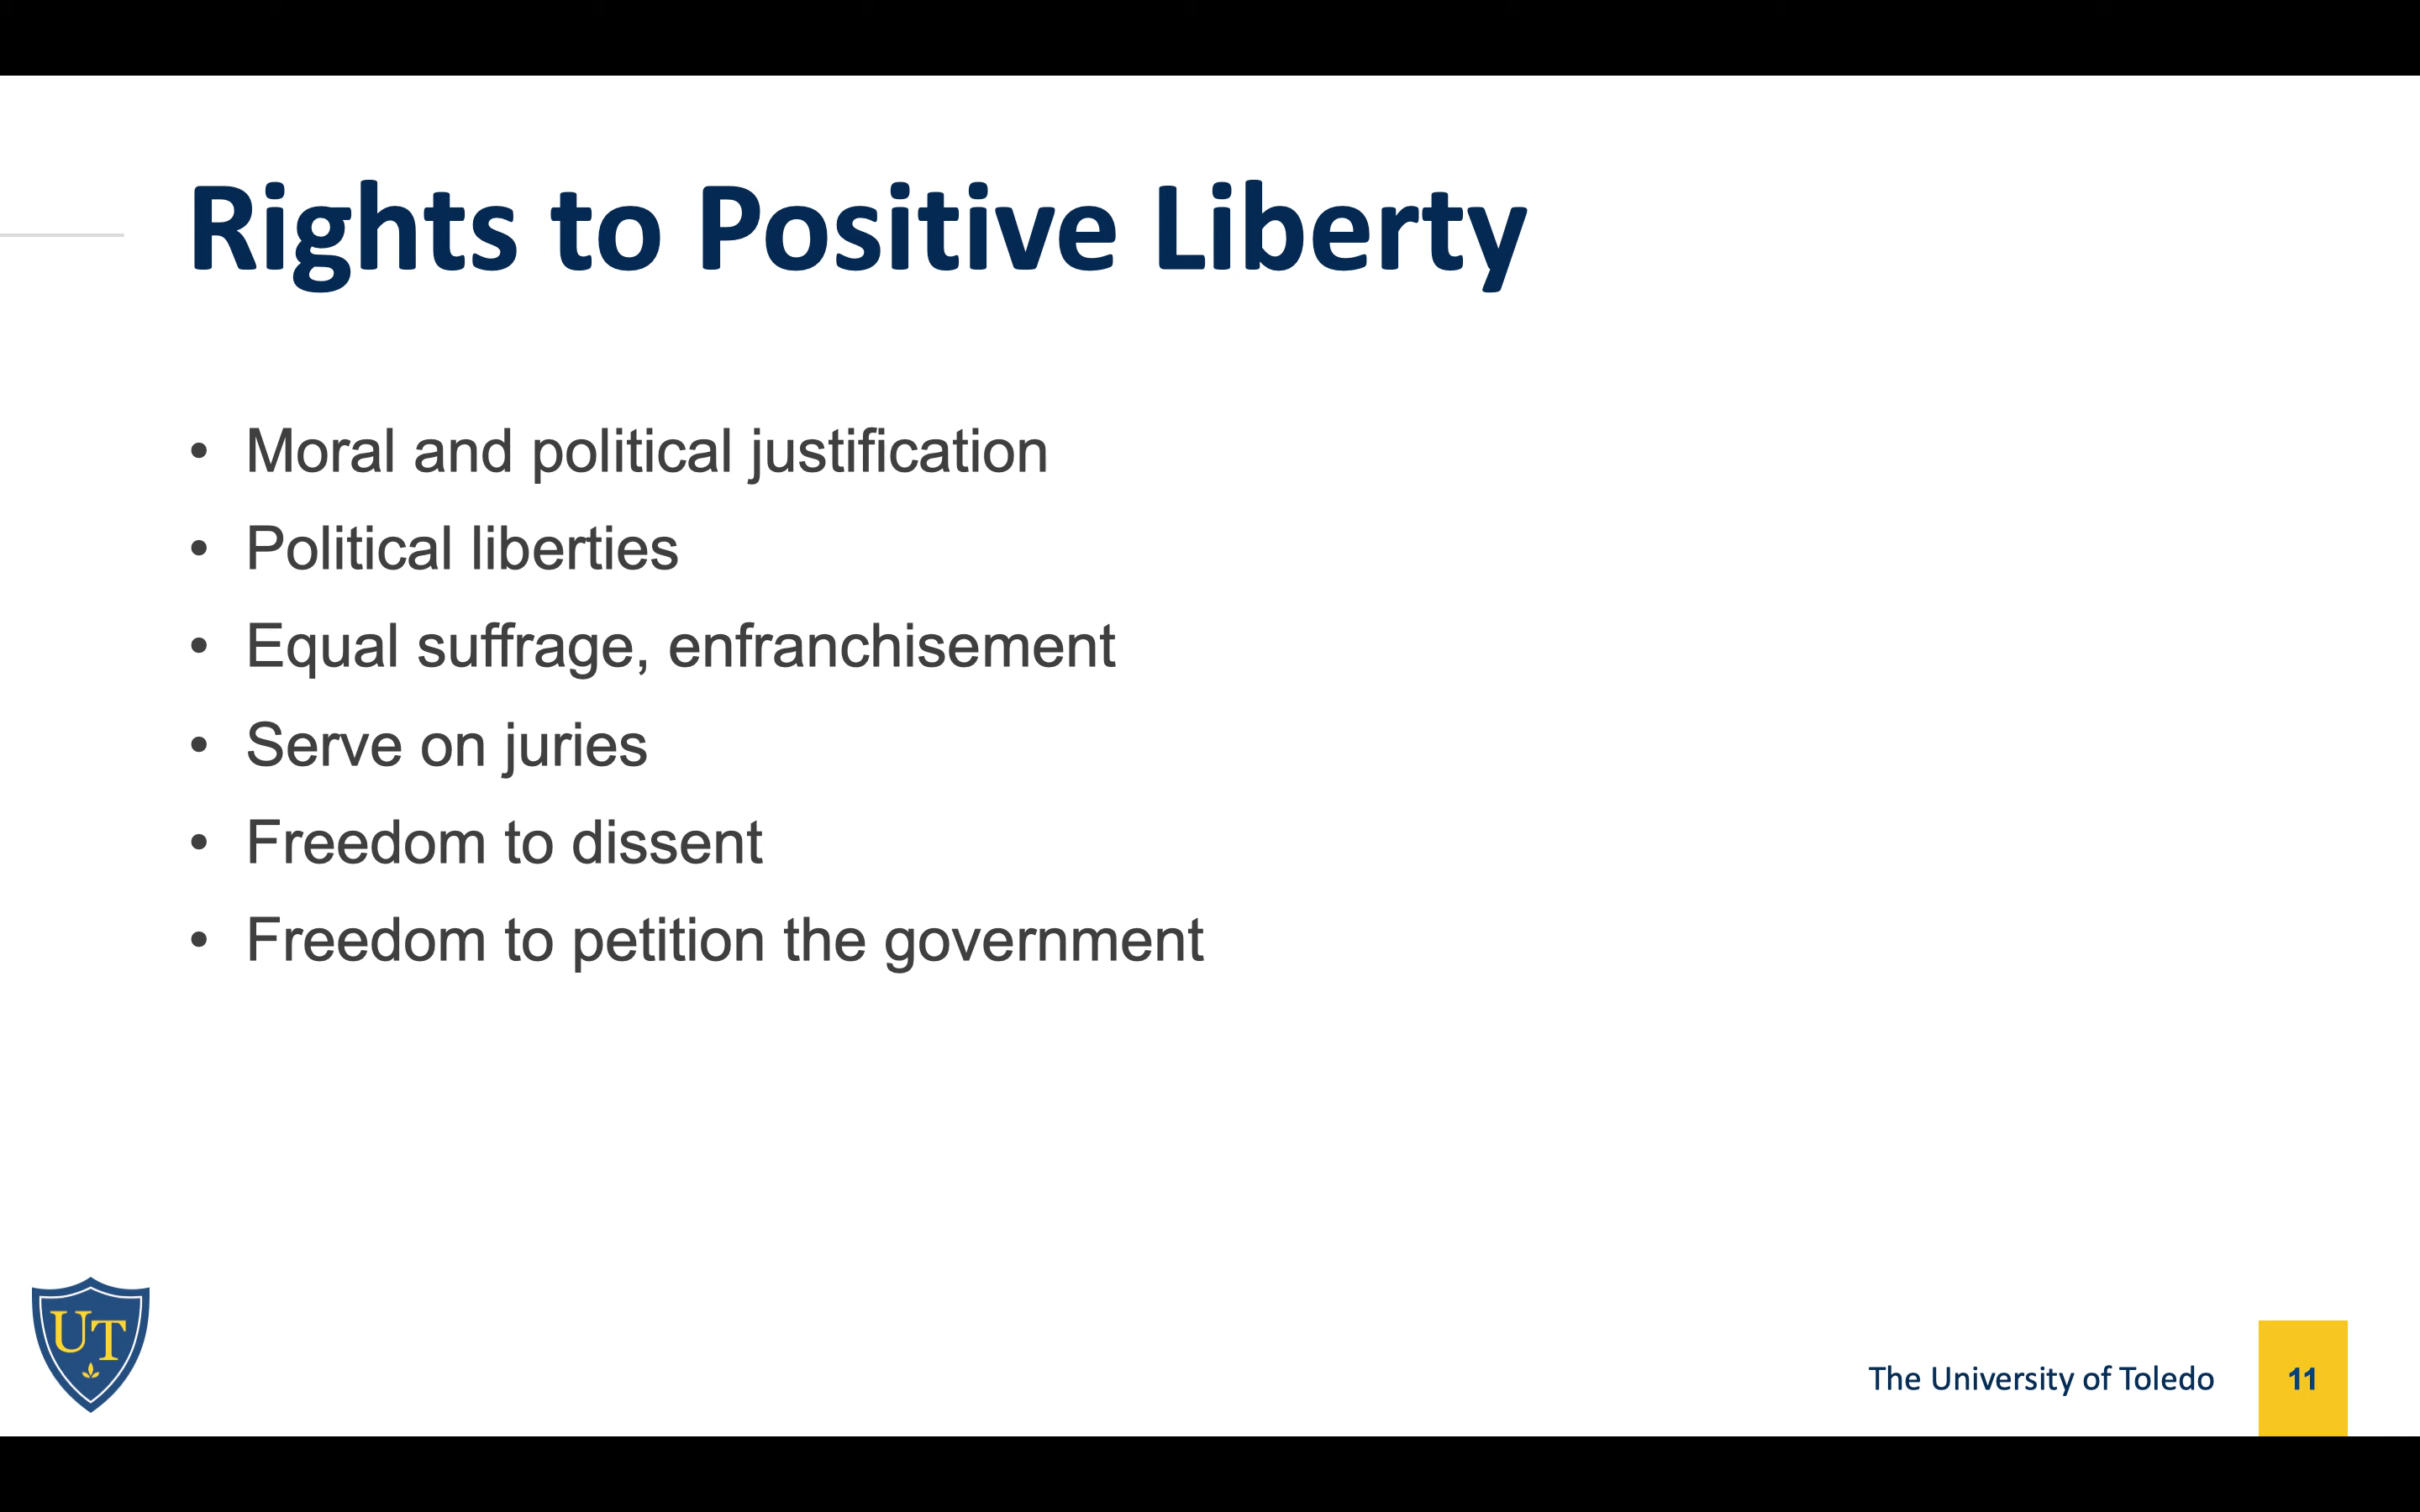 Rights to Positive Liberty
• Moral and political justification
• Political liberties
• Equal suffrage, enfranchisement
• Serve on juries
• Freedom to dissent
• Freedom to petition the government
UT
The University of Toledo
11